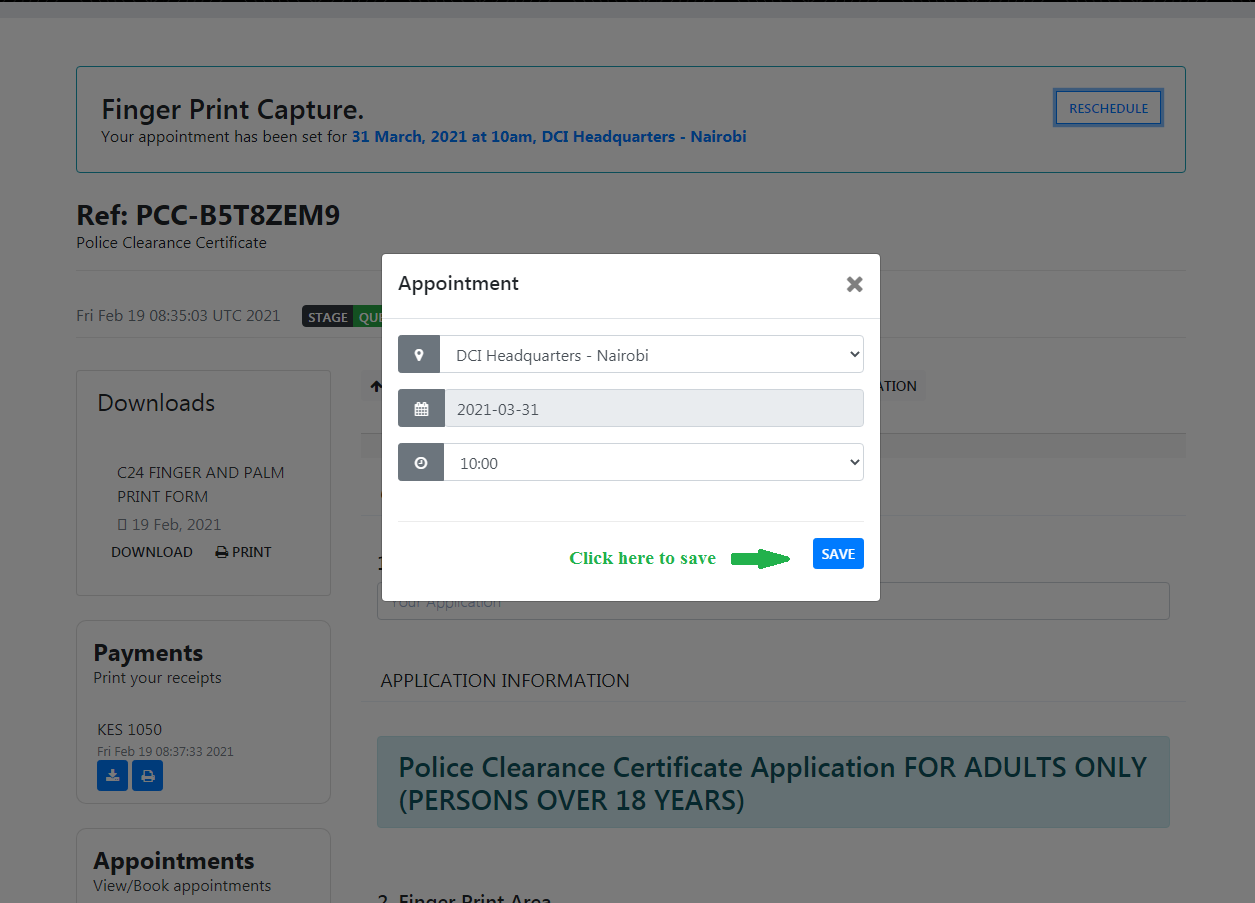 Finger Print Capture.
RESCHEDULE
Your appointment has been set for 31 March, 2021 at 10am, DCI Headquarters - Nairobi
Ref: PCC-B5T8ZEM9
Police Clearance Certificate
Fri Feb 19 08:35:03 UTC 2021
STAGE
Appointment
DCI Headquarters - Nairobi
2021-03-31
10:00
Click here to save
SAVE
Downloads
C24 FINGER AND PALM
PRINT FORM
19 Feb, 2021
DOWNLOAD PRINT
Payments
Print your receipts
KES 1050
Fri Feb 19 08:37:33 2021
Appointments
View/Book appointments
Your Application
APPLICATION INFORMATION
Police Clearance Certificate Application FOR ADULTS ONLY
(PERSONS OVER 18 YEARS)
2. Finger Print Area